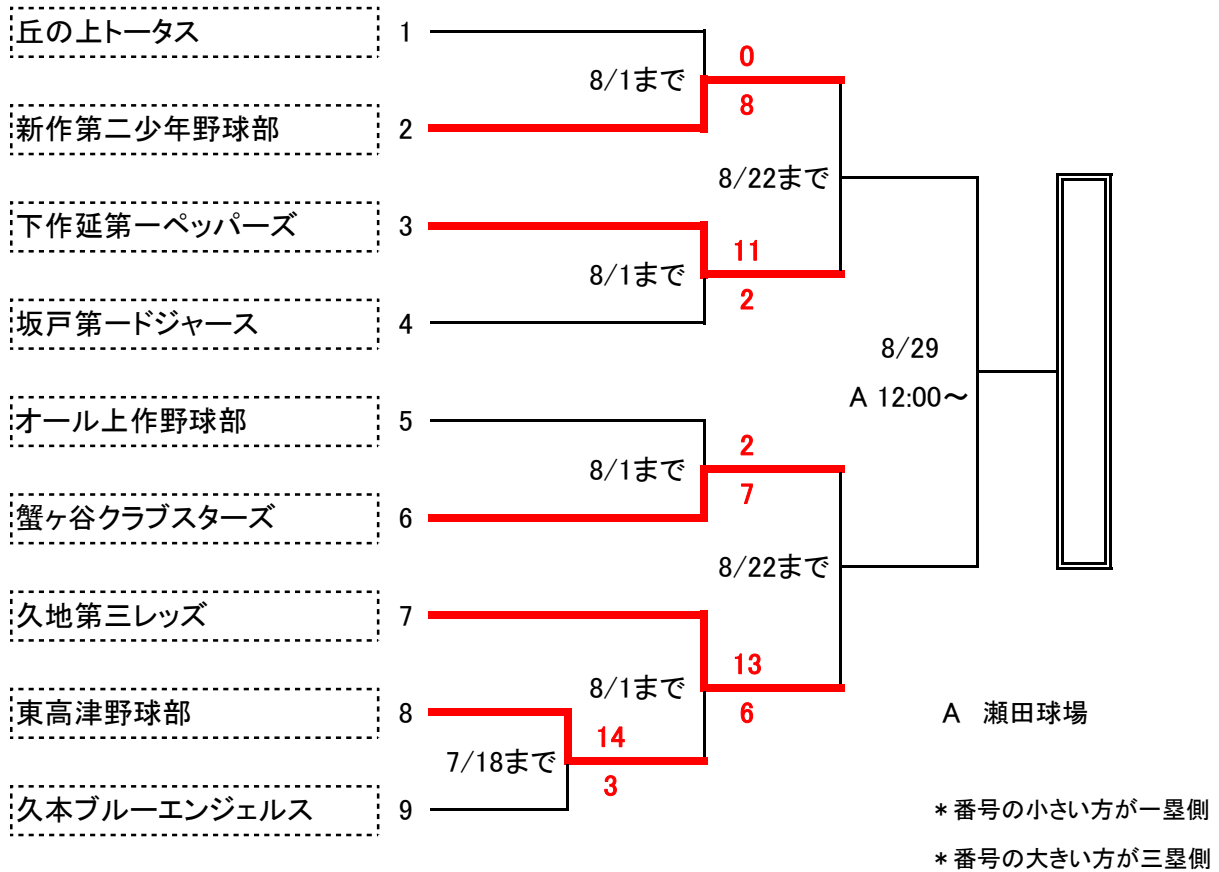 丘の上トータス 1
0
8/1まで
8
新作第二少年野球部 2
8/22まで
下作延第一ペッパーズ 3
11
8/1まで
2
坂戸第一ドジャース 4
8/29
A 12:00～
オール上作野球部 5
2
8/1まで
7
蟹ヶ谷クラブスターズ 6
8/22まで
久地第三レッズ 7
13
8/1まで
6
東高津野球部 8
A 瀬田球場
14
7/18まで
3
久本ブルーエンジェルス 9
＊番号の小さい方が一塁側
＊番号の大きい方が三塁側